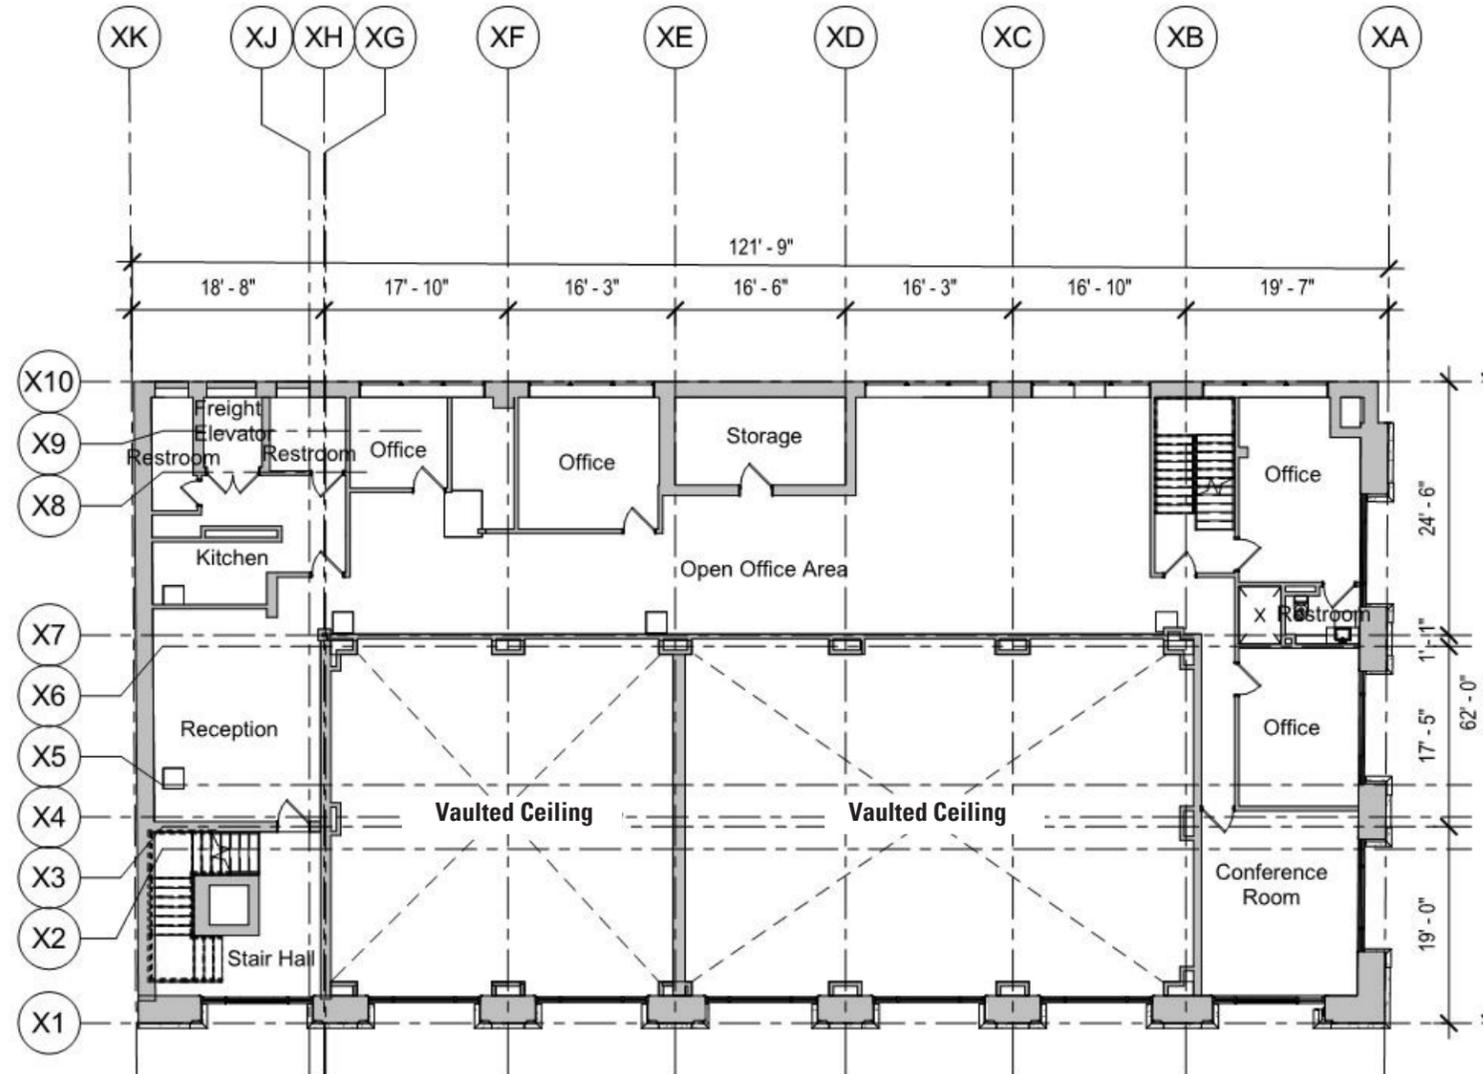 XK
XJ
XH
XG
XF
XE
XD
XC
XB
XA
121' - 9"
18' - 8"
17' - 10"
16' - 3"
16' - 6"
16' - 3"
16' - 10"
19' - 7"
X10
X9
X8
X7
X6
X5
X4
X3
X2
X1
Freight
Elevator
Restroom
Restroom
Office
Office
Storage
Office
Kitchen
Open Office Area
X
Restroom
Reception
Office
Vaulted Ceiling
Vaulted Ceiling
Conference
Room
Stair Hall
24' - 6"
1' - 1"
17' - 5"
62' - 0"
19' - 0"